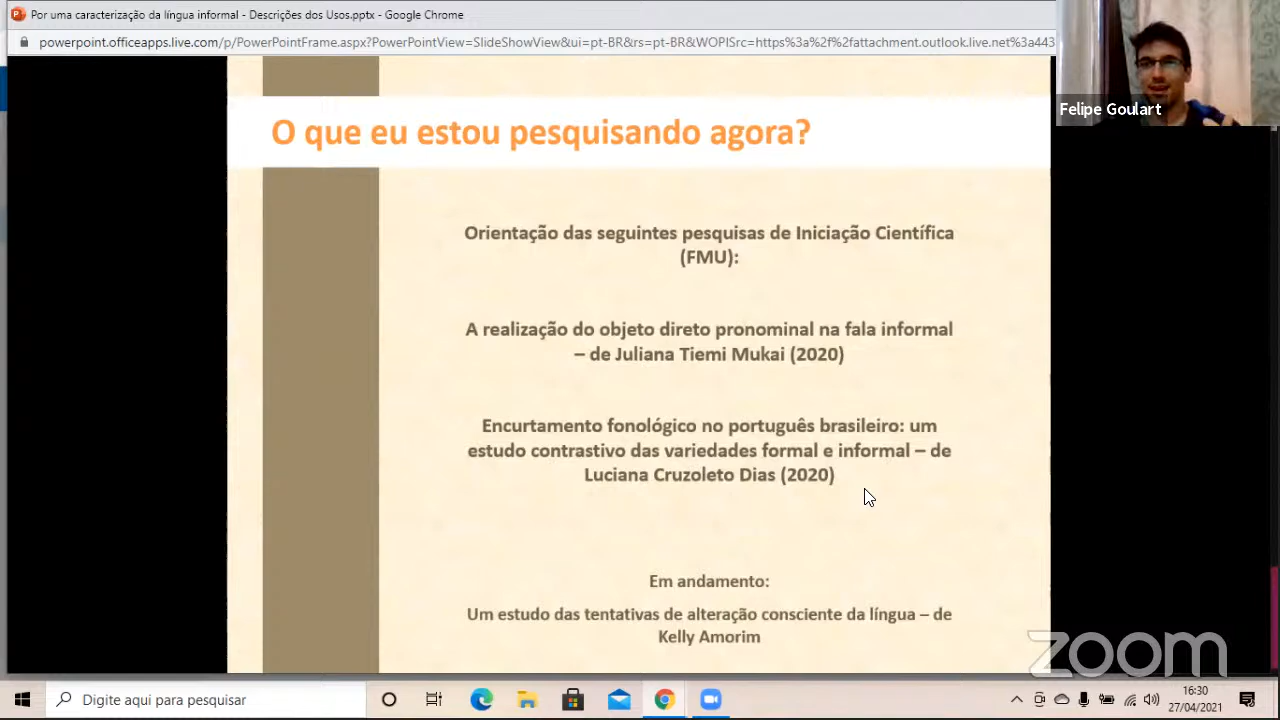 Por uma caracterização da língua informal - Descrições dos Usos.pptx - Google Chrome
powerpoint.officeapps.live.com/p/PowerPointFrame.aspx?PowerPointView=SlideShowView&ui=pt-BR&rs=pt-BR&WOPISrc=https%3a%2f%2fattachment.outlook.live.net%3a443
Felipe Goulart
O que eu estou pesquisando agora?
Orientação das seguintes pesquisas de Iniciação Científica
(FMU):
A realização do objeto direto pronominal na fala informal
– de Juliana Tiemi Mukai (2020)
Encurtamento fonológico no português brasileiro: um
estudo contrastivo das variedades formal e informal – de
Luciana Cruzoleto Dias (2020)
Em andamento:
Um estudo das tentativas de alteração consciente da língua – de
Kelly Amorim
zoom
Digite aqui para pesquisar
16:30
27/04/2021